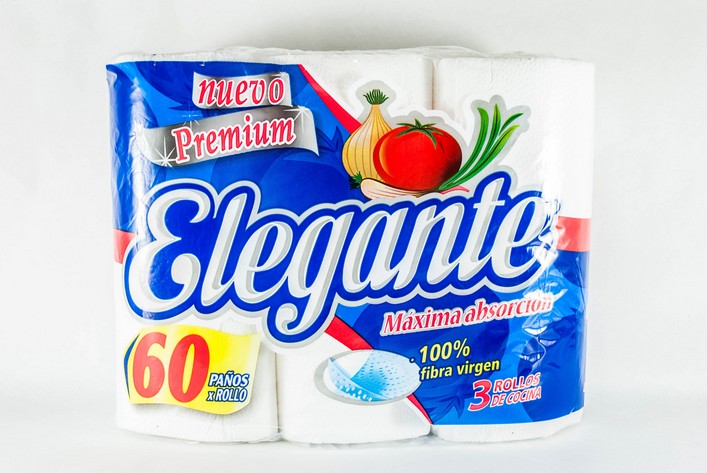 nuevo
Premium
Elegante
Máxima absorción
60
PAÑOS
x ROLLO
100%
fibra virgen
3 ROLLOS
DE COCINA